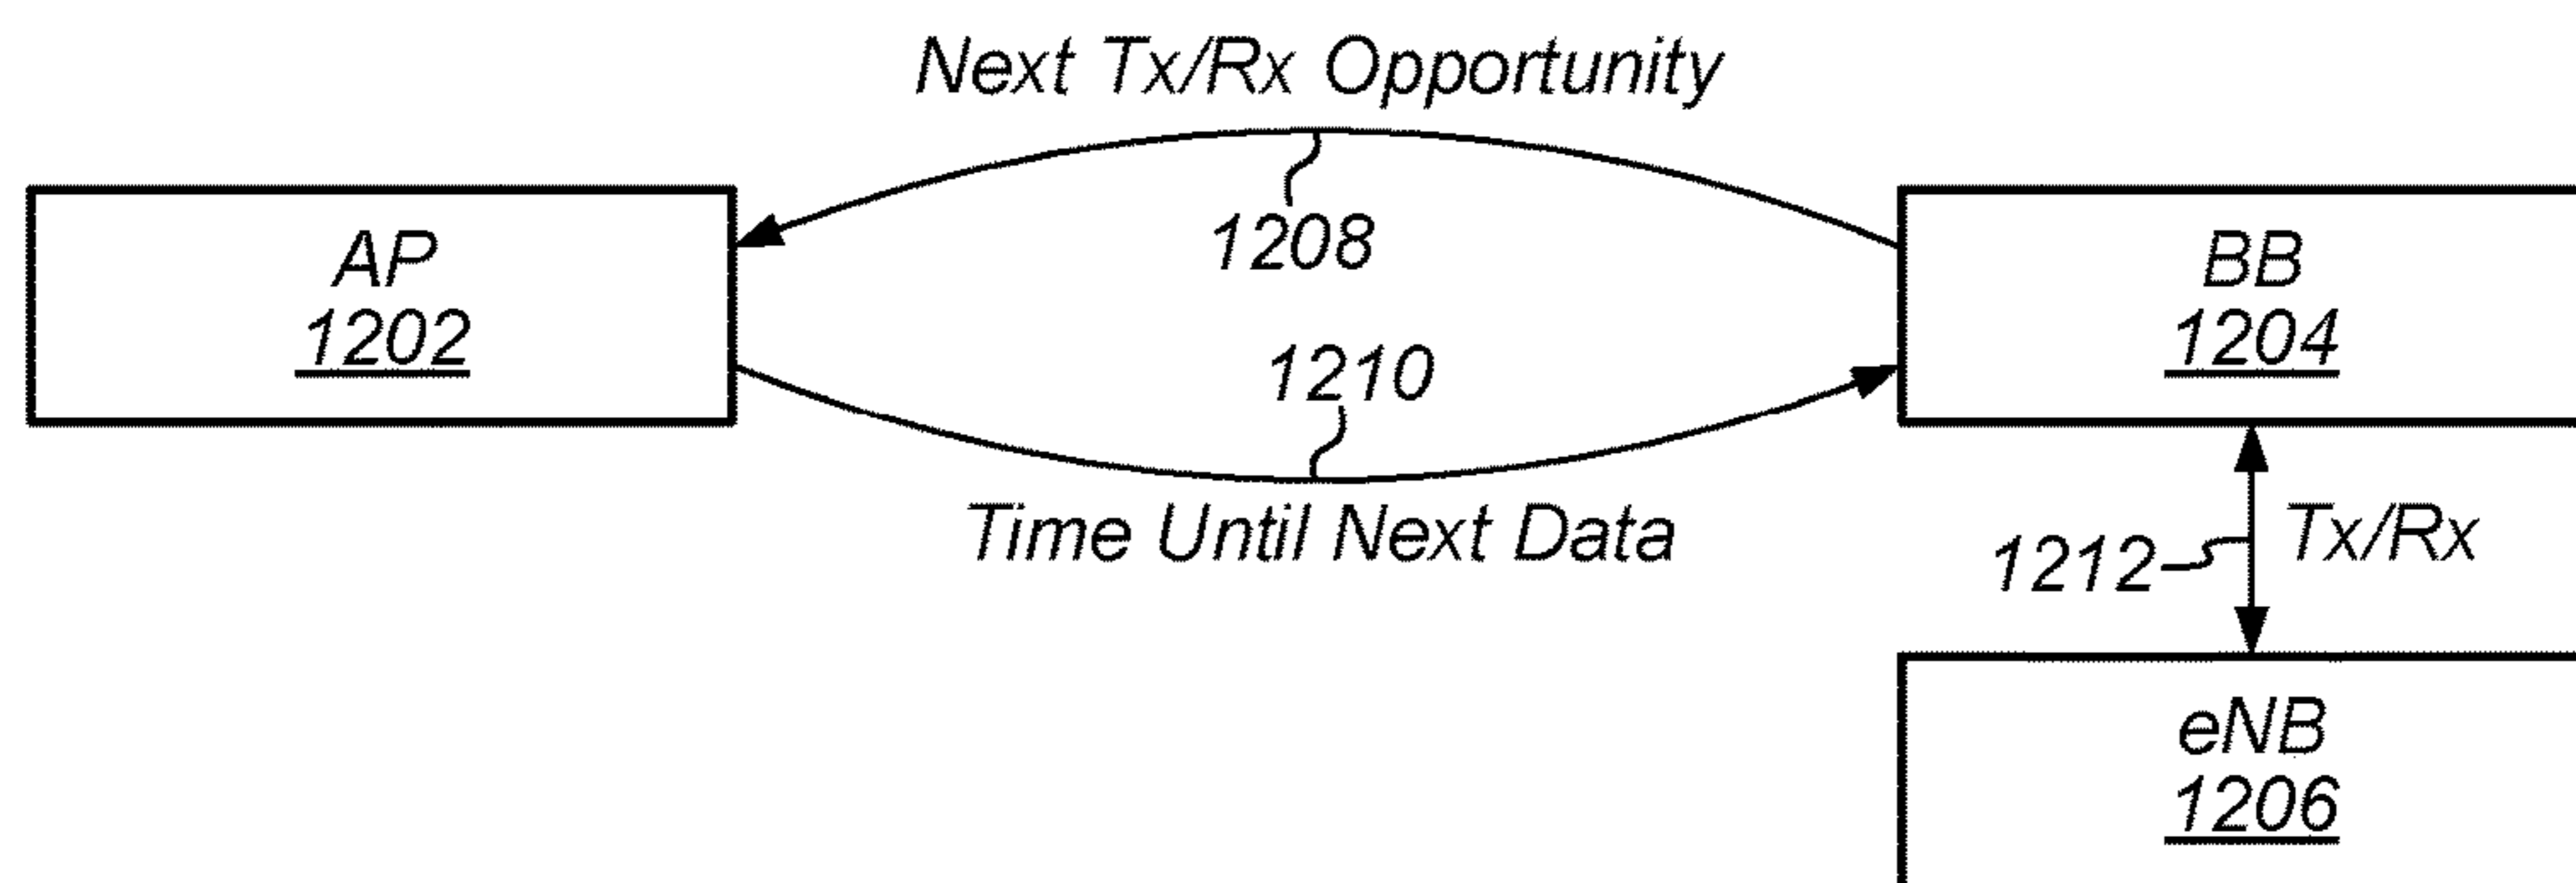 Next Tx/Rx Opportunity
1208
AP
1202
BB
1204
1210
Time Until Next Data
1212
Tx/Rx
eNB
1206